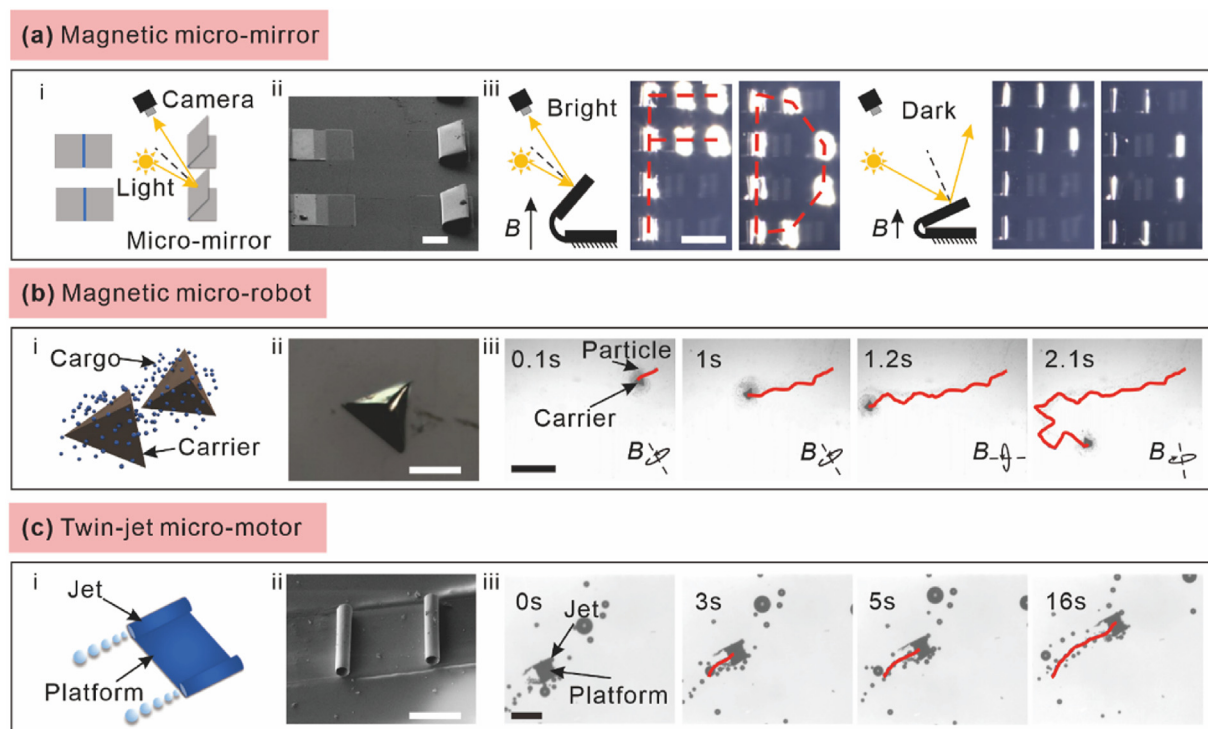 (a) Magnetic micro-mirror
i
Camera
Light
Micro-mirror
ii
iii
Bright
B
Dark
B
(b) Magnetic micro-robot
i
Cargo
Carrier
ii
iii
0.1s
Particle
Carrier
B
1s
B
1.2s
B
2.1s
B
(c) Twin-jet micro-motor
i
Jet
Platform
ii
iii
0s
Jet
Platform
3s
5s
16s